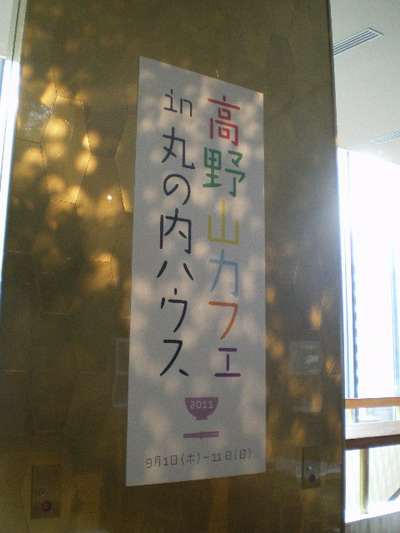 高野山カフェ
in 丸の内ハウス
2011
9月1日(木)-11日(日)